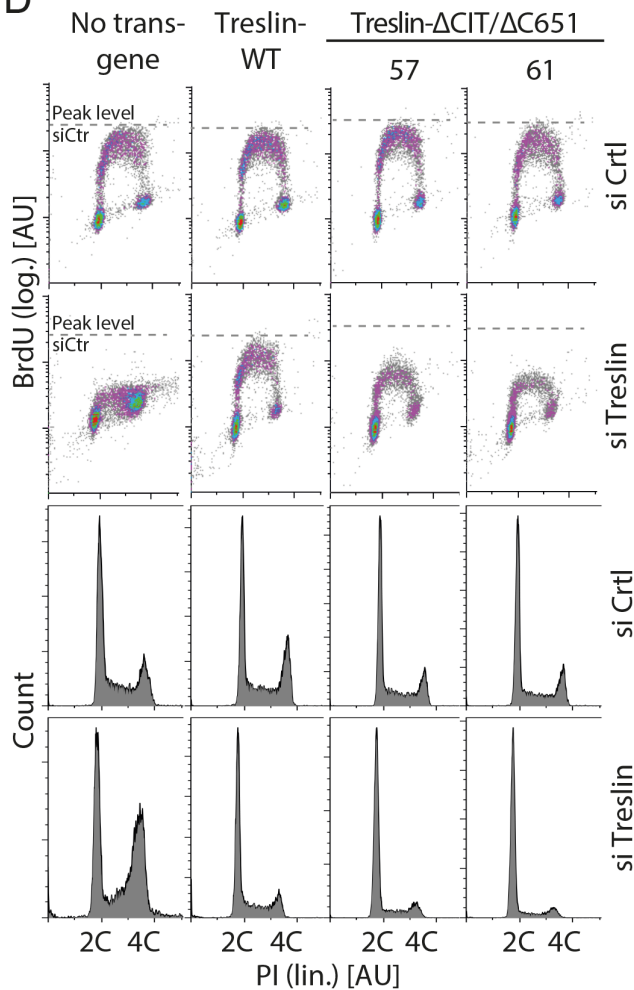 D
No trans-
gene
Treslin-
WT
Treslin-ΔCIT/ΔC651
57
61
Peak level
siCtr
si Crtl
BrdU (log.) [AU]
Peak level
siCtr
si Treslin
si Crtl
Count
si Treslin
2C 4C
2C 4C
2C 4C
2C 4C
PI (lin.) [AU]